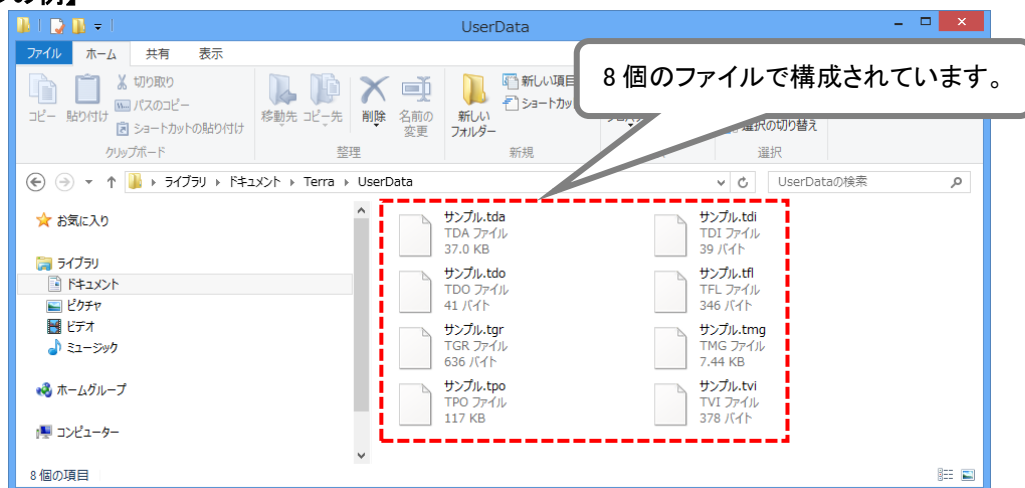 の例】
UserData
ファイル ホーム 共有 表示
8 個のファイルで構成されています。
コピー 貼り付け
切り取り
パスのコピー
ショートカットの貼り付け
クリップボード
移動先 コピー先 削除 名前の変更
整理
新しいフォルダー
新しい項目
ショートカッ
新規
選択の切り替え
選択
ライブラリ ドキュメント Terra UserData
UserDataの検索
お気に入り
ライブラリ
ドキュメント
ピクチャ
ビデオ
ミュージック
ホームグループ
コンピューター
サンプル.tda
TDA ファイル
37.0 KB
サンプル.tdi
TDI ファイル
39 バイト
サンプル.tdo
TDO ファイル
41 バイト
サンプル.tfl
TFL ファイル
346 バイト
サンプル.tgr
TGR ファイル
636 バイト
サンプル.tmg
TMG ファイル
7.44 KB
サンプル.tpo
TPO ファイル
117 KB
サンプル.tvi
TVI ファイル
378 バイト
8 個の項目